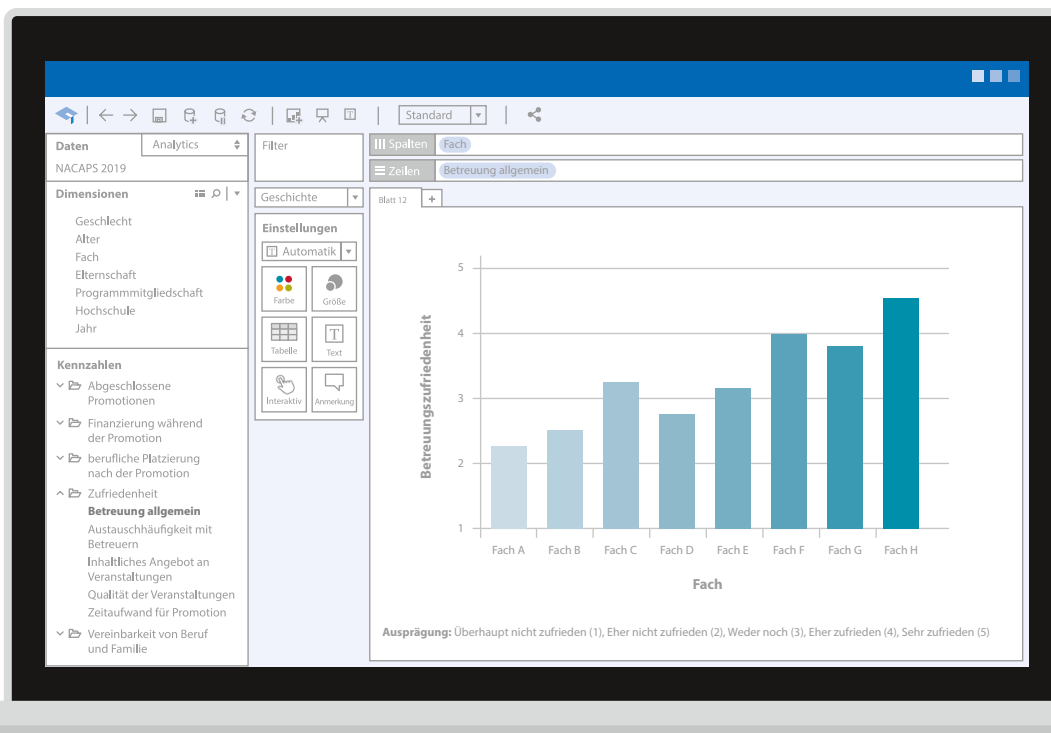 Standard
Daten
Analytics
NACAPS 2019
Dimensionen
Geschlecht
Alter
Fach
Elternschaft
Programmmitgliedschaft
Hochschule
Jahr
Kennzahlen
Abgeschlossene
Promotionen
Finanzierung während
der Promotion
berufliche Platzierung
nach der Promotion
Zufriedenheit
Betreuung allgemein
Austauschhäufigkeit mit
Betreuern
Inhaltliches Angebot an
Veranstaltungen
Qualität der Veranstaltungen
Zeitaufwand für Promotion
Vereinbarkeit von Beruf
und Familie
Filter
Geschichte
Einstellungen
T Automatik
Farbe
Größe
Tabelle
T
Text
Interaktiv
Anmerkung
Spalten
Fach
Zeilen
Betreuung allgemein
Blatt 12
+
Betreuungszufriedenheit
5
4
3
2
1
Fach A
Fach B
Fach C
Fach D
Fach E
Fach F
Fach G
Fach H
Fach
Ausprägung: Überhaupt nicht zufrieden (1), Eher nicht zufrieden (2), Weder noch (3), Eher zufrieden (4), Sehr zufrieden (5)